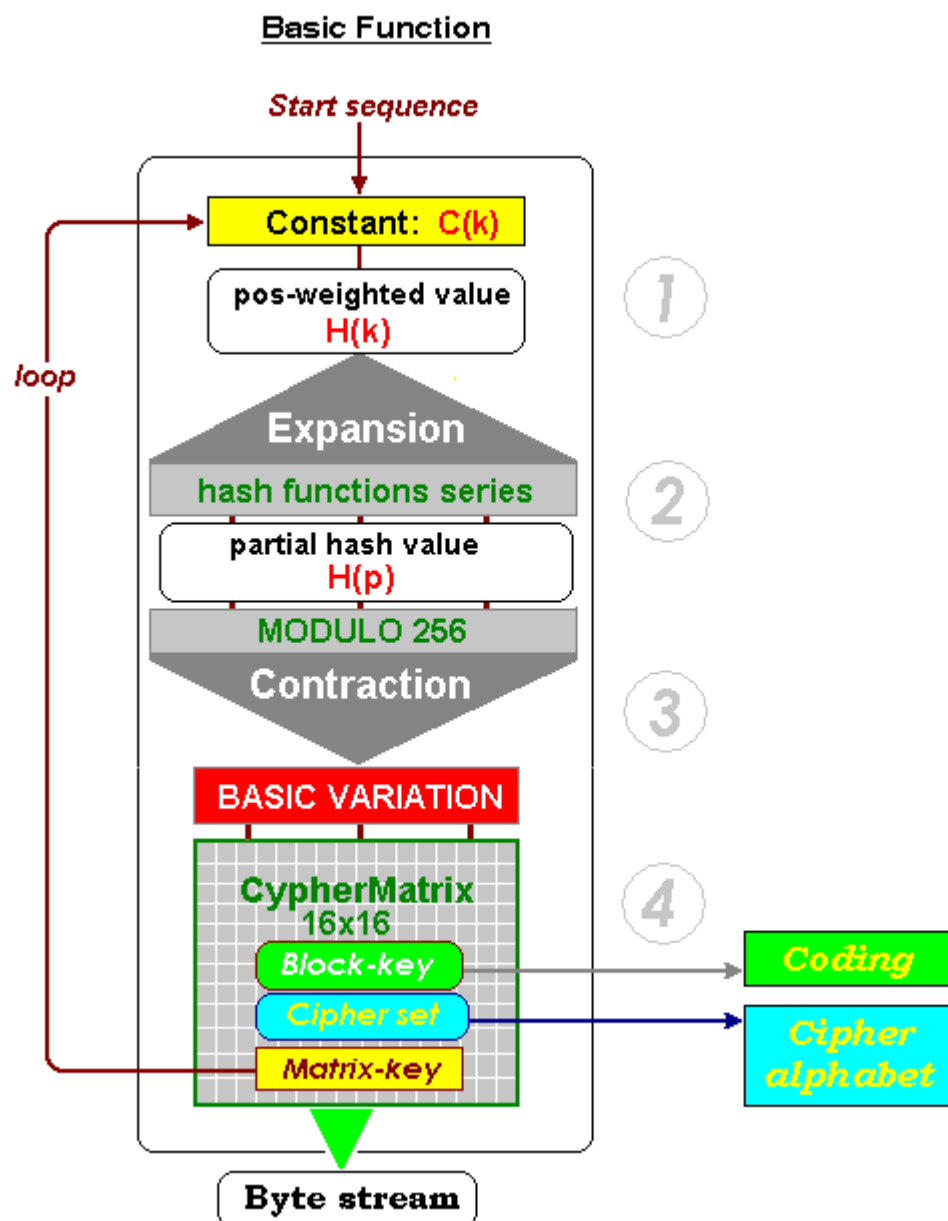 Basic Function
Start sequence
Constant: C(k)
pos-weighted value
H(k)
1
loop
Expansion
hash functions series
2
partial hash value
H(p)
MODULO 256
Contraction
3
BASIC VARIATION
CypherMatrix
16x16
4
Block-key
Coding
Cipher set
Cipher
alphabet
Matrix-key
Byte stream